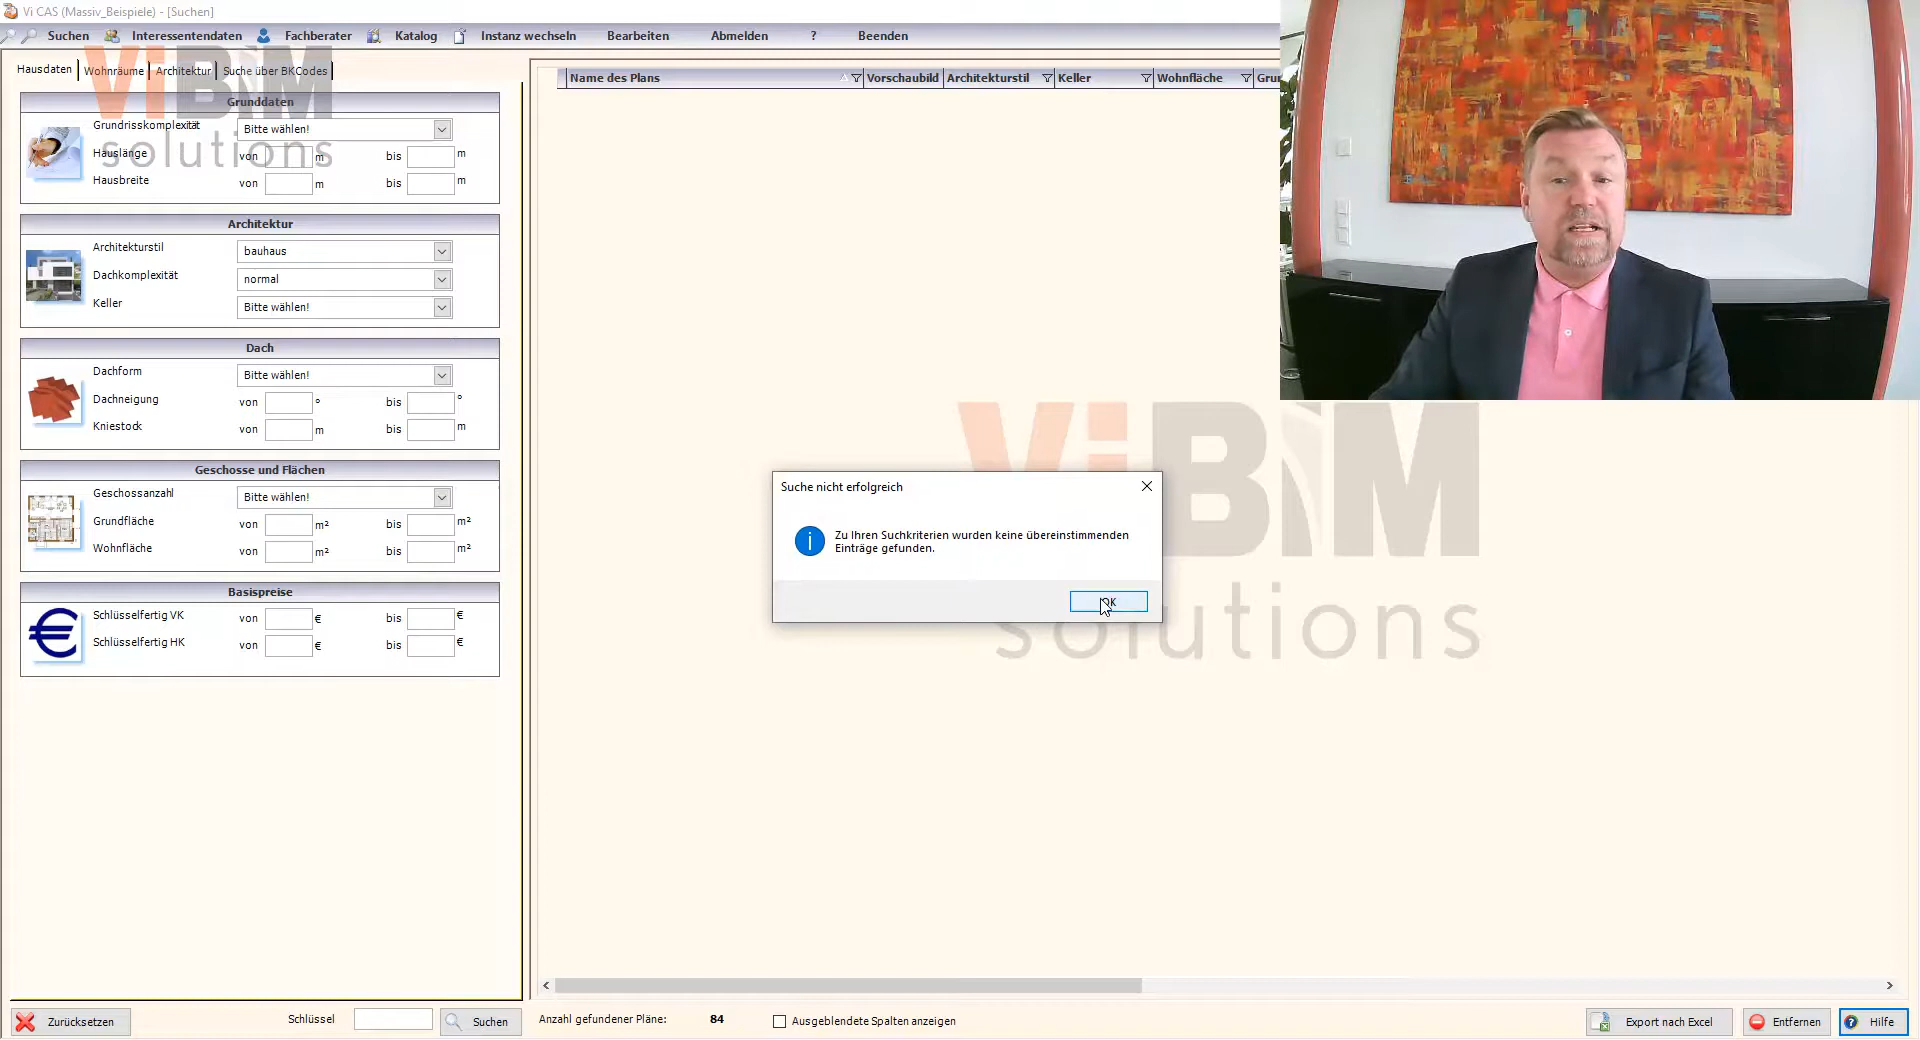 Vi CAS (Massiv_Beispiele) - [Suchen]
Suchen Interessentendaten Fachberater Katalog Instanz wechseln Bearbeiten Abmelden ? Beenden
Hausdaten Wohnräume Architektur Suche über BKCodes
ViBiM
solutions
Grunddaten
Grundrisskomplexität Bitte wählen!
Hauslänge von m bis m
Hausbreite von m bis m
Architektur
Architekturstil bauhaus
Dachkomplexität normal
Keller Bitte wählen!
Dach
Dachform Bitte wählen!
Dachneigung von ° bis °
Kniestock von m bis m
Geschosse und Flächen
Geschossanzahl Bitte wählen!
Grundfläche von m² bis m²
Wohnfläche von m² bis m²
Basispreise
Schlüsselfertig VK von € bis €
Schlüsselfertig HK von € bis €
Name des Plans Vorschaubild Architekturstil Keller Wohnfläche Gru
ViBiM
solutions
Suche nicht erfolgreich
Zu Ihren Suchkriterien wurden keine übereinstimmenden
Einträge gefunden.
OK
Zurücksetzen Schlüssel Suchen Anzahl gefundener Pläne: 84 Ausgeblendete Spalten anzeigen Export nach Excel Entfernen Hilfe